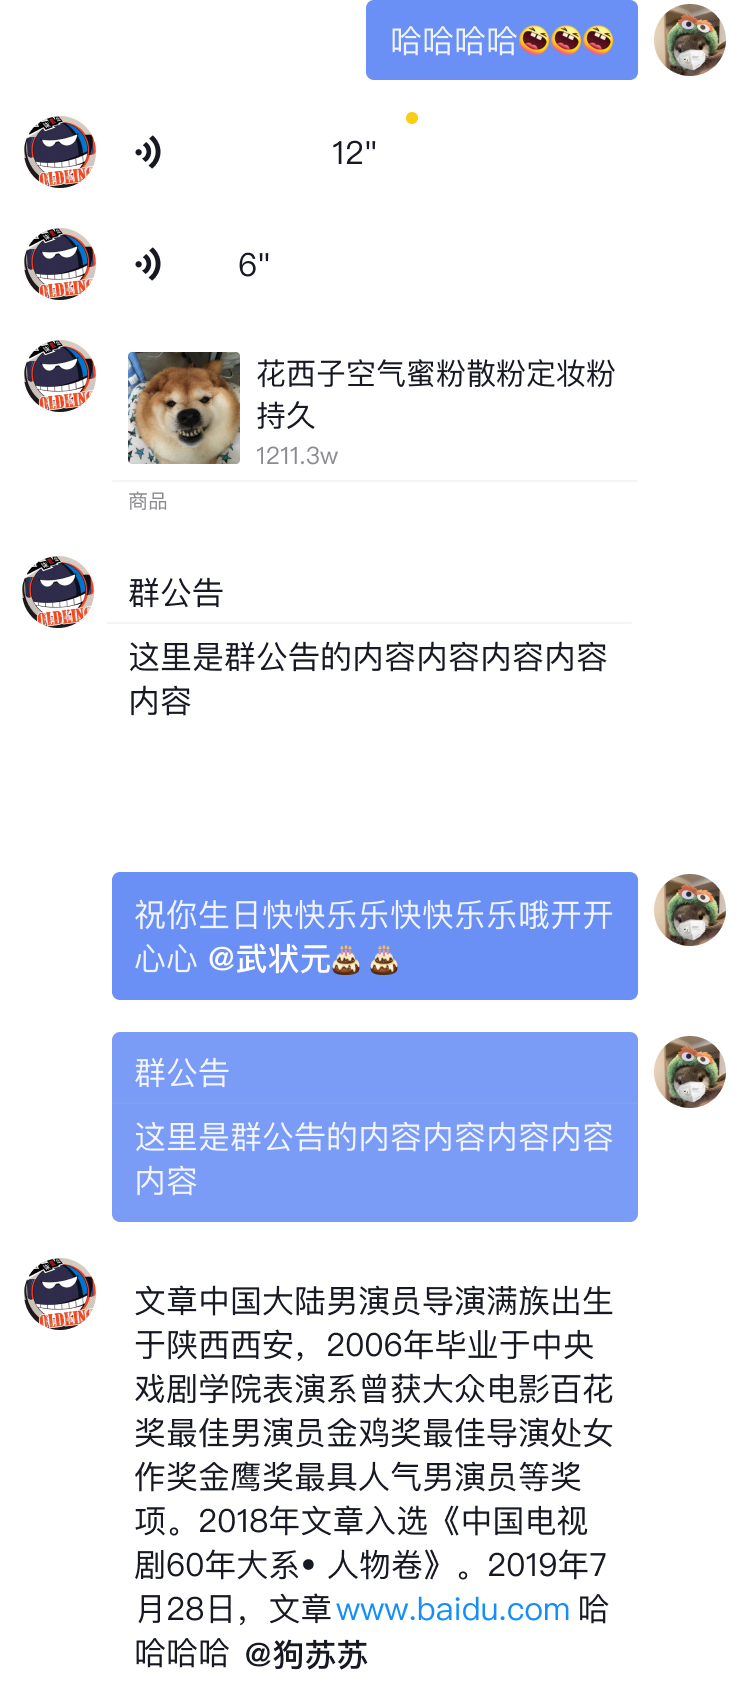 哈哈哈哈
12"
6"
花西子空气蜜粉散粉定妆粉
持久
1211.3w
商品
群公告
这里是群公告的内容内容内容内容
内容
祝你生日快快乐乐快快乐乐哦开开
心心 @武状元
群公告
这里是群公告的内容内容内容内容
内容
文章中国大陆男演员导演满族出生
于陕西西安，2006年毕业于中央
戏剧学院表演系曾获大众电影百花
奖最佳男演员金鸡奖最佳导演处女
作奖金鹰奖最具人气男演员等奖
项。2018年文章入选《中国电视
剧60年大系• 人物卷》。2019年7
月28日，文章www.baidu.com 哈
哈哈哈 @狗苏苏